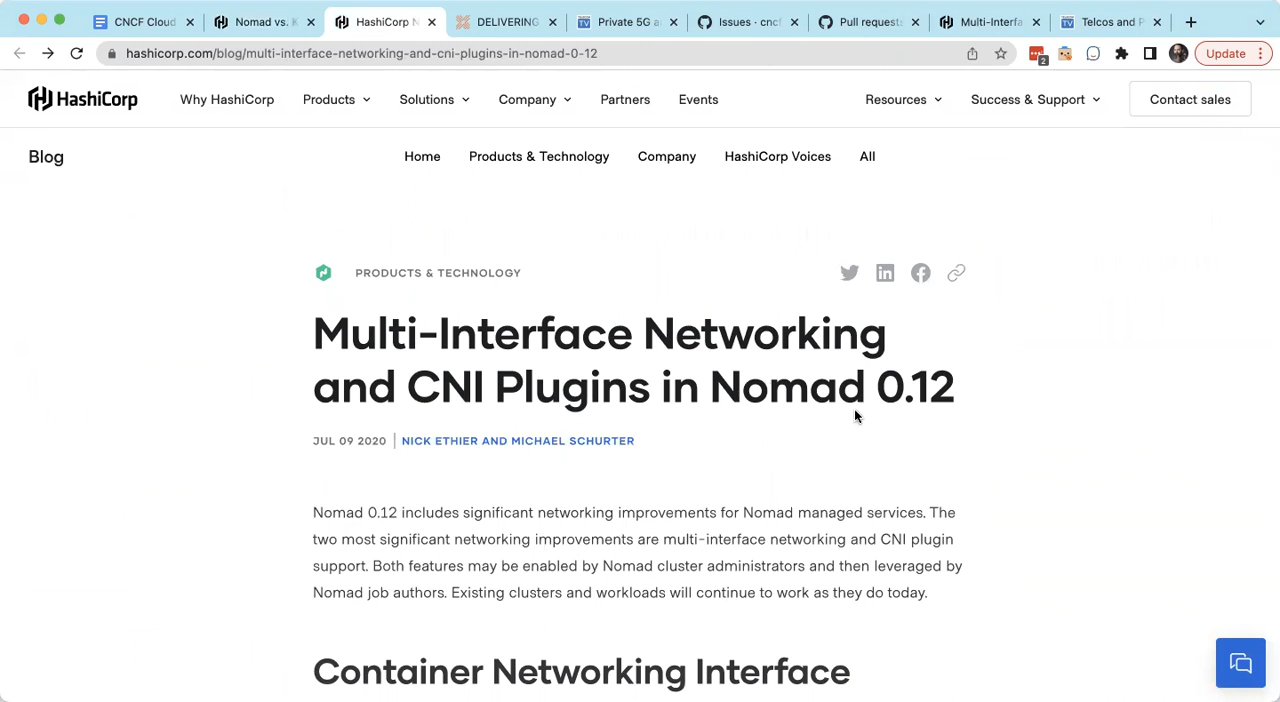 CNCF Cloud
Nomad vs. K
HashiCorp N
DELIVERING
Private 5G a
Issues · cncf
Pull requests
Multi-Interfa
Telcos and P
hashicorp.com/blog/multi-interface-networking-and-cni-plugins-in-nomad-0-12
2
Update
HashiCorp
Why HashiCorp
Products
Solutions
Company
Partners
Events
Resources
Success & Support
Contact sales
Blog
Home
Products & Technology
Company
HashiCorp Voices
All
PRODUCTS & TECHNOLOGY
Multi-Interface Networking
and CNI Plugins in Nomad 0.12
JUL 09 2020
NICK ETHIER AND MICHAEL SCHURTER
Nomad 0.12 includes significant networking improvements for Nomad managed services. The
two most significant networking improvements are multi-interface networking and CNI plugin
support. Both features may be enabled by Nomad cluster administrators and then leveraged by
Nomad job authors. Existing clusters and workloads will continue to work as they do today.
Container Networking Interface